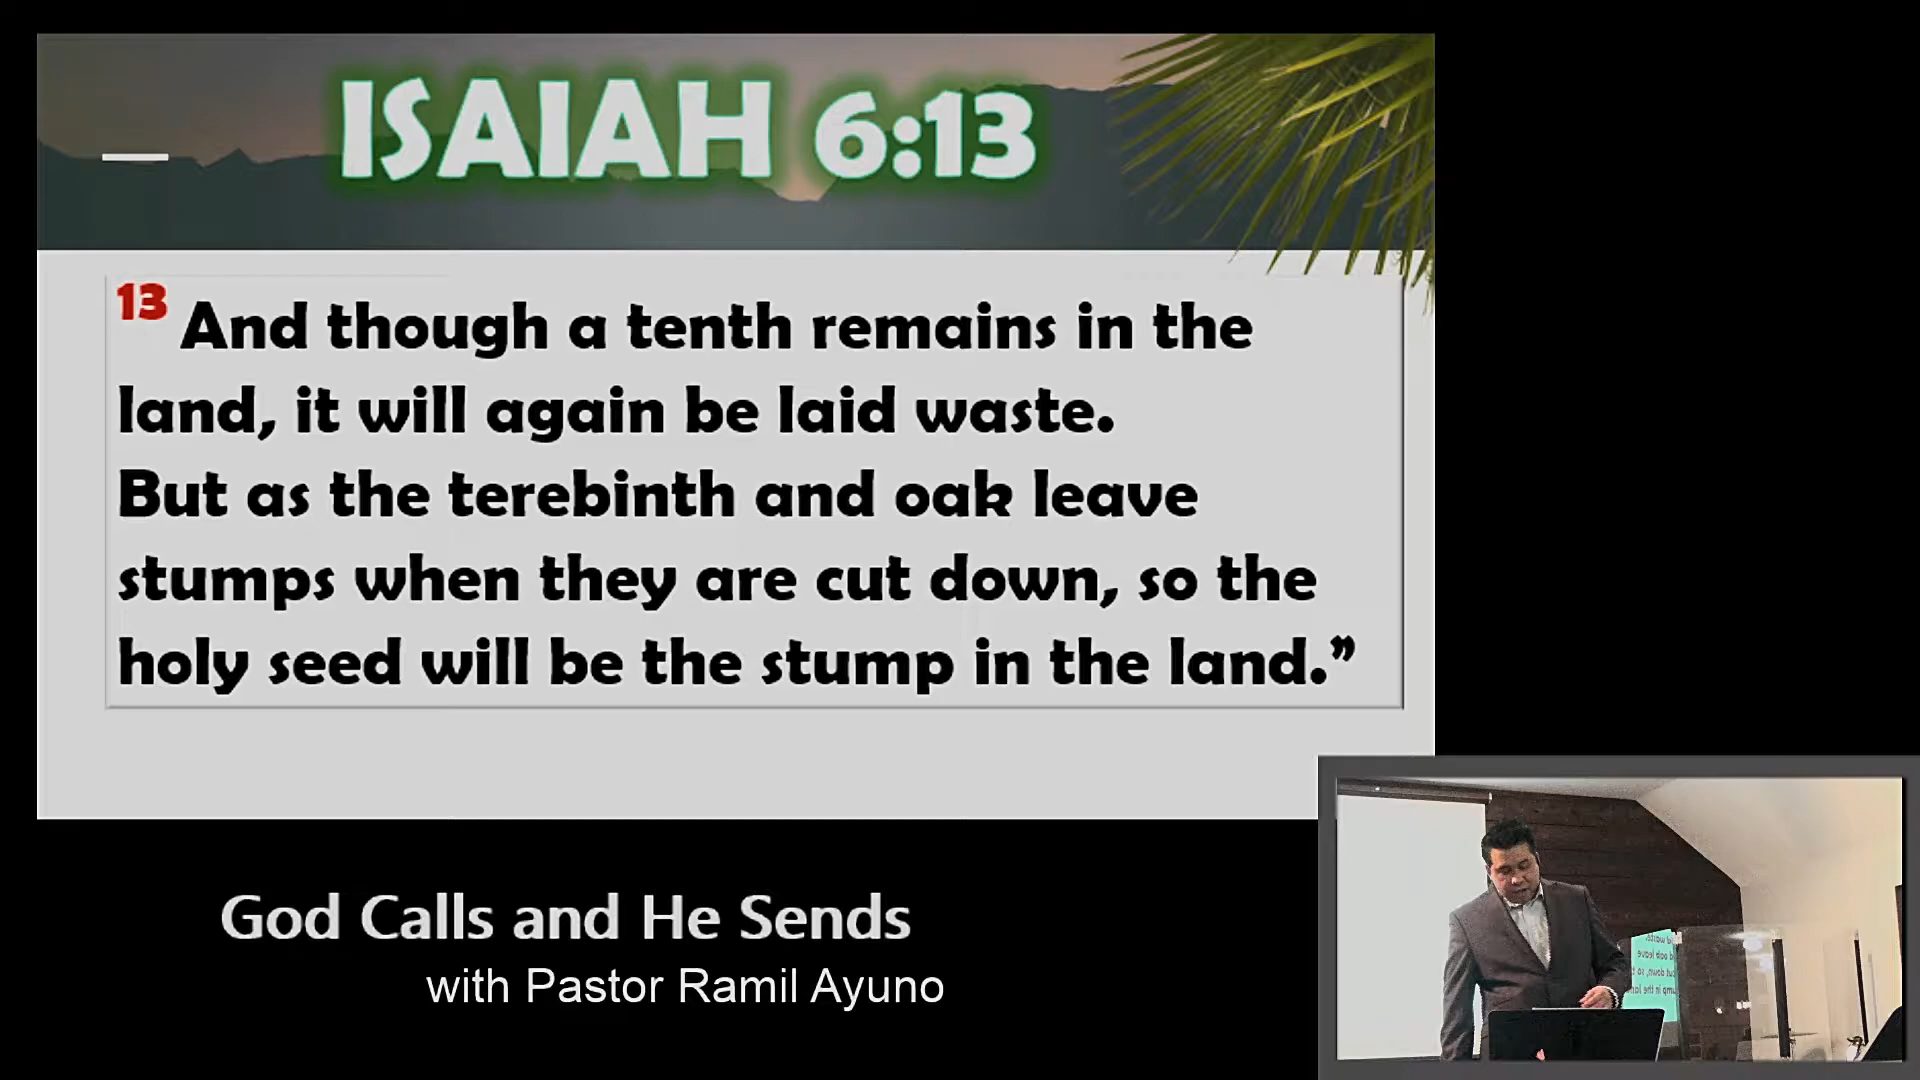 ISAIAH 6:13
13 And though a tenth remains in the
land, it will again be laid waste.
But as the terebinth and oak leave
stumps when they are cut down, so the
holy seed will be the stump in the land.”
God Calls and He Sends
with Pastor Ramil Ayuno